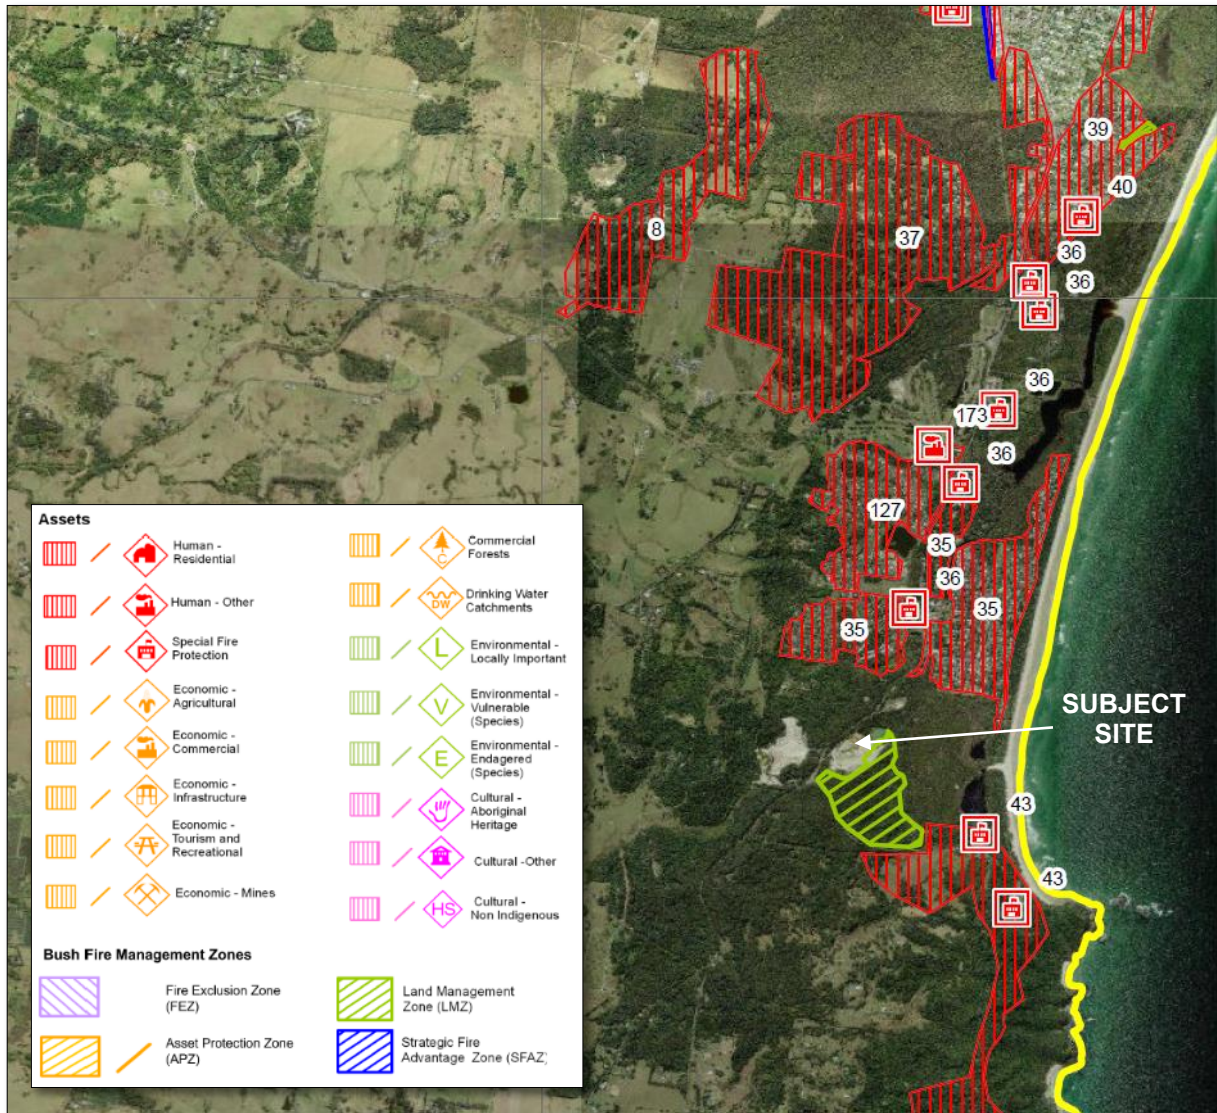 39
40
8
37
36
36
36
173
36
127
35
36
35
35
SUBJECT
SITE
43
43
Assets
Human -
Residential
Human - Other
Special Fire
Protection
Economic -
Agricultural
Economic -
Commercial
Economic -
Infrastructure
Economic -
Tourism and
Recreational
Economic - Mines
C
Commercial
Forests
DW
Drinking Water
Catchments
L
Environmental -
Locally Important
V
Environmental -
Vulnerable
(Species)
E
Environmental -
Endagered
(Species)
Cultural -
Aboriginal
Heritage
Cultural -Other
HS
Cultural -
Non Indigenous
Bush Fire Management Zones
Fire Exclusion Zone
(FEZ)
Asset Protection Zone
(APZ)
Land Management
Zone (LMZ)
Strategic Fire
Advantage Zone (SFAZ)